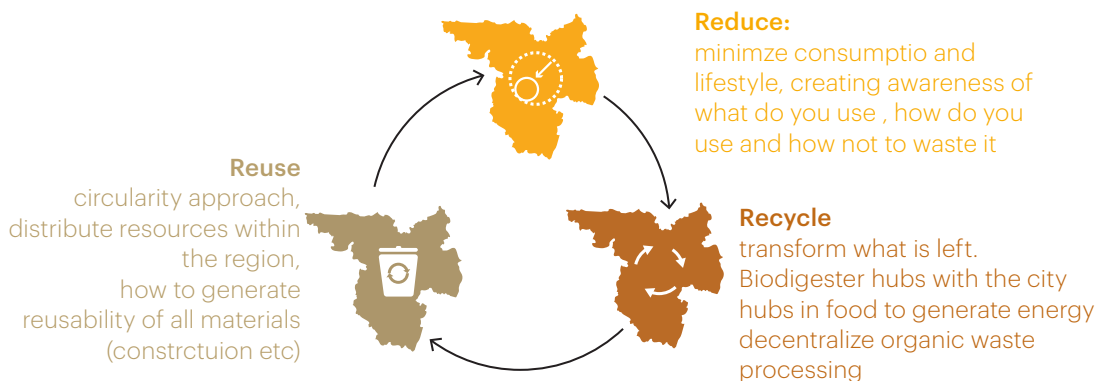 Reduce:
minimze consumptio and
lifestyle, creating awareness of
what do you use , how do you
use and how not to waste it
Reuse
circularity approach,
distribute resources within
the region,
how to generate
reusability of all materials
(constrctuion etc)
Recycle
transform what is left.
Biodigester hubs with the city
hubs in food to generate energy
decentralize organic waste
processing